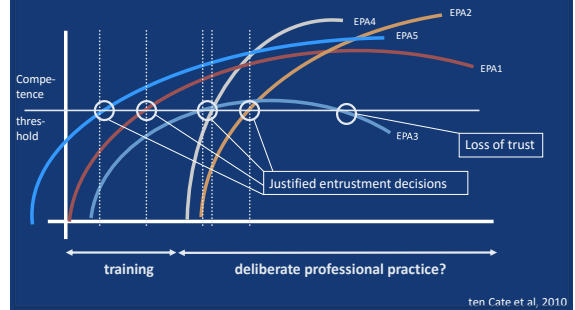 EPA2
EPA4
EPA5
EPA1
Compe-
tence
thres-
hold
EPA3
Loss of trust
Justified entrustment decisions
training
deliberate professional practice?
ten Cate et al, 2010